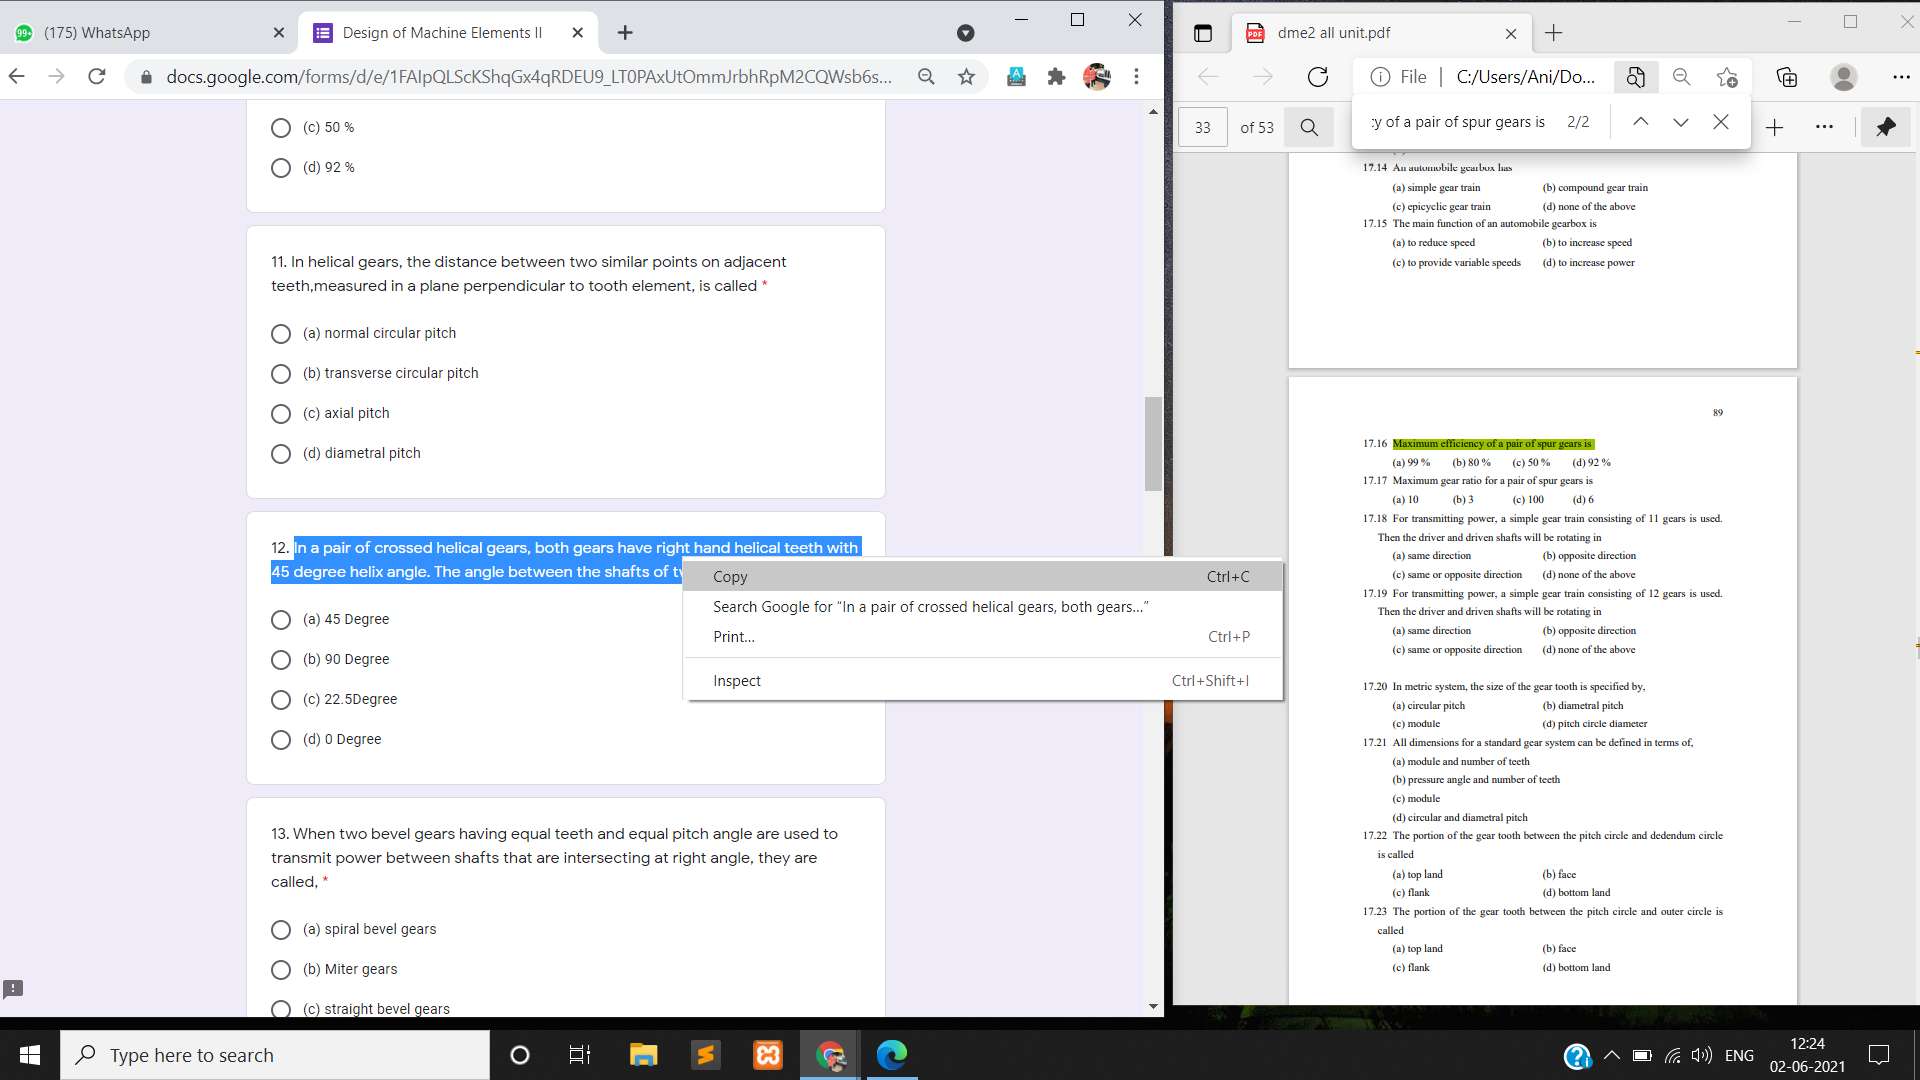 (175) WhatsApp
Design of Machine Elements II
dme2 all unit.pdf
docs.google.com/forms/d/e/1FAIpQLScKShqGx4qRDEU9_LT0PAxUtOmmJrbhRpM2CQWsb6s...
File
C:/Users/Ani/Do...
33 of 53
:y of a pair of spur gears is 2/2
(c) 50 %
(d) 92 %
11. In helical gears, the distance between two similar points on adjacent
teeth,measured in a plane perpendicular to tooth element, is called *
(a) normal circular pitch
(b) transverse circular pitch
(c) axial pitch
(d) diametral pitch
12. In a pair of crossed helical gears, both gears have right hand helical teeth with
45 degree helix angle. The angle between the shafts of
(a) 45 Degree
(b) 90 Degree
(c) 22.5Degree
(d) 0 Degree
Copy Ctrl+C
Search Google for “In a pair of crossed helical gears, both gears...”
Print... Ctrl+P
Inspect Ctrl+Shift+I
13. When two bevel gears having equal teeth and equal pitch angle are used to
transmit power between shafts that are intersecting at right angle, they are
called, *
(a) spiral bevel gears
(b) Miter gears
(c) straight bevel gears
17.14 An automobile gearbox has
(a) simple gear train (b) compound gear train
(c) epicyclic gear train (d) none of the above
17.15 The main function of an automobile gearbox is
(a) to reduce speed (b) to increase speed
(c) to provide variable speeds (d) to increase power
89
17.16 Maximum efficiency of a pair of spur gears is
(a) 99 % (b) 80 % (c) 50 % (d) 92 %
17.17 Maximum gear ratio for a pair of spur gears is
(a) 10 (b) 3 (c) 100 (d) 6
17.18 For transmitting power, a simple gear train consisting of 11 gears is used.
Then the driver and driven shafts will be rotating in
(a) same direction (b) opposite direction
(c) same or opposite direction (d) none of the above
17.19 For transmitting power, a simple gear train consisting of 12 gears is used.
Then the driver and driven shafts will be rotating in
(a) same direction (b) opposite direction
(c) same or opposite direction (d) none of the above
17.20 In metric system, the size of the gear tooth is specified by,
(a) circular pitch (b) diametral pitch
(c) module (d) pitch circle diameter
17.21 All dimensions for a standard gear system can be defined in terms of,
(a) module and number of teeth
(b) pressure angle and number of teeth
(c) module
(d) circular and diametral pitch
17.22 The portion of the gear tooth between the pitch circle and dedendum circle
is called
(a) top land (b) face
(c) flank (d) bottom land
17.23 The portion of the gear tooth between the pitch circle and outer circle is
called
(a) top land (b) face
(c) flank (d) bottom land
Type here to search
ENG
12:24
02-06-2021